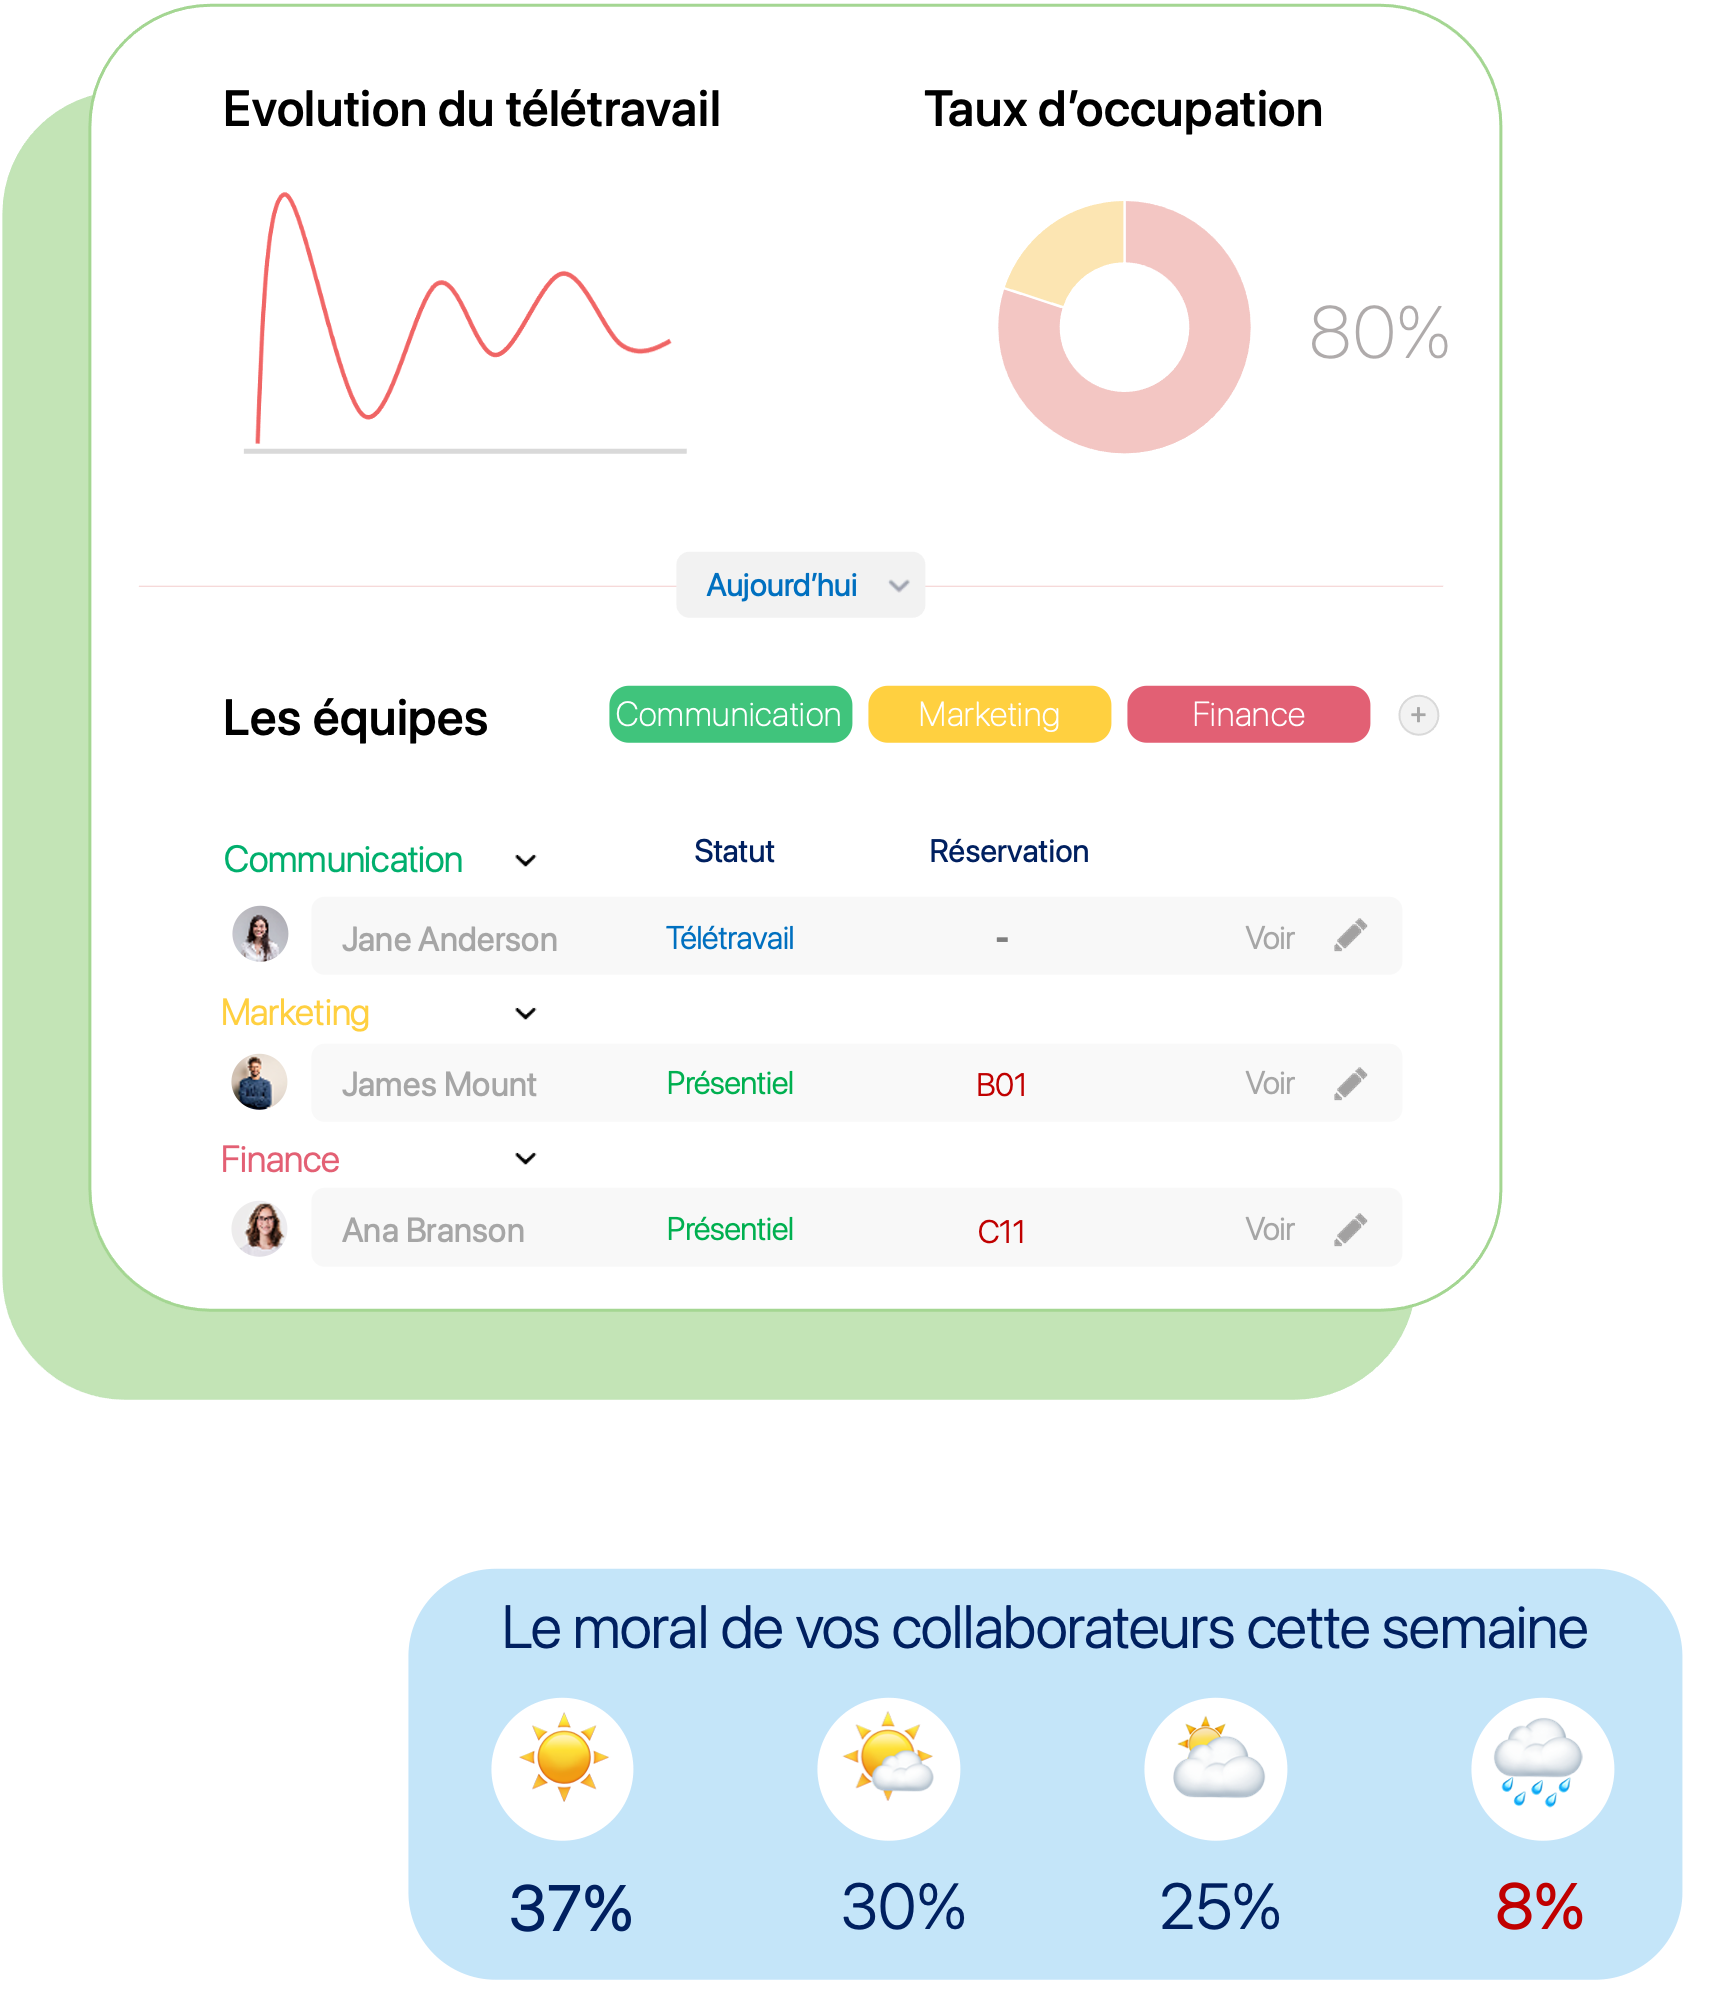 Evolution du télétravail
Taux d’occupation
80%
Aujourd’hui
Les équipes
Communication
Marketing
Finance
+
Communication
Statut
Réservation
Jane Anderson
Télétravail
-
Voir
Marketing
James Mount
Présentiel
B01
Voir
Finance
Ana Branson
Présentiel
C11
Voir
Le moral de vos collaborateurs cette semaine
37%
30%
25%
8%